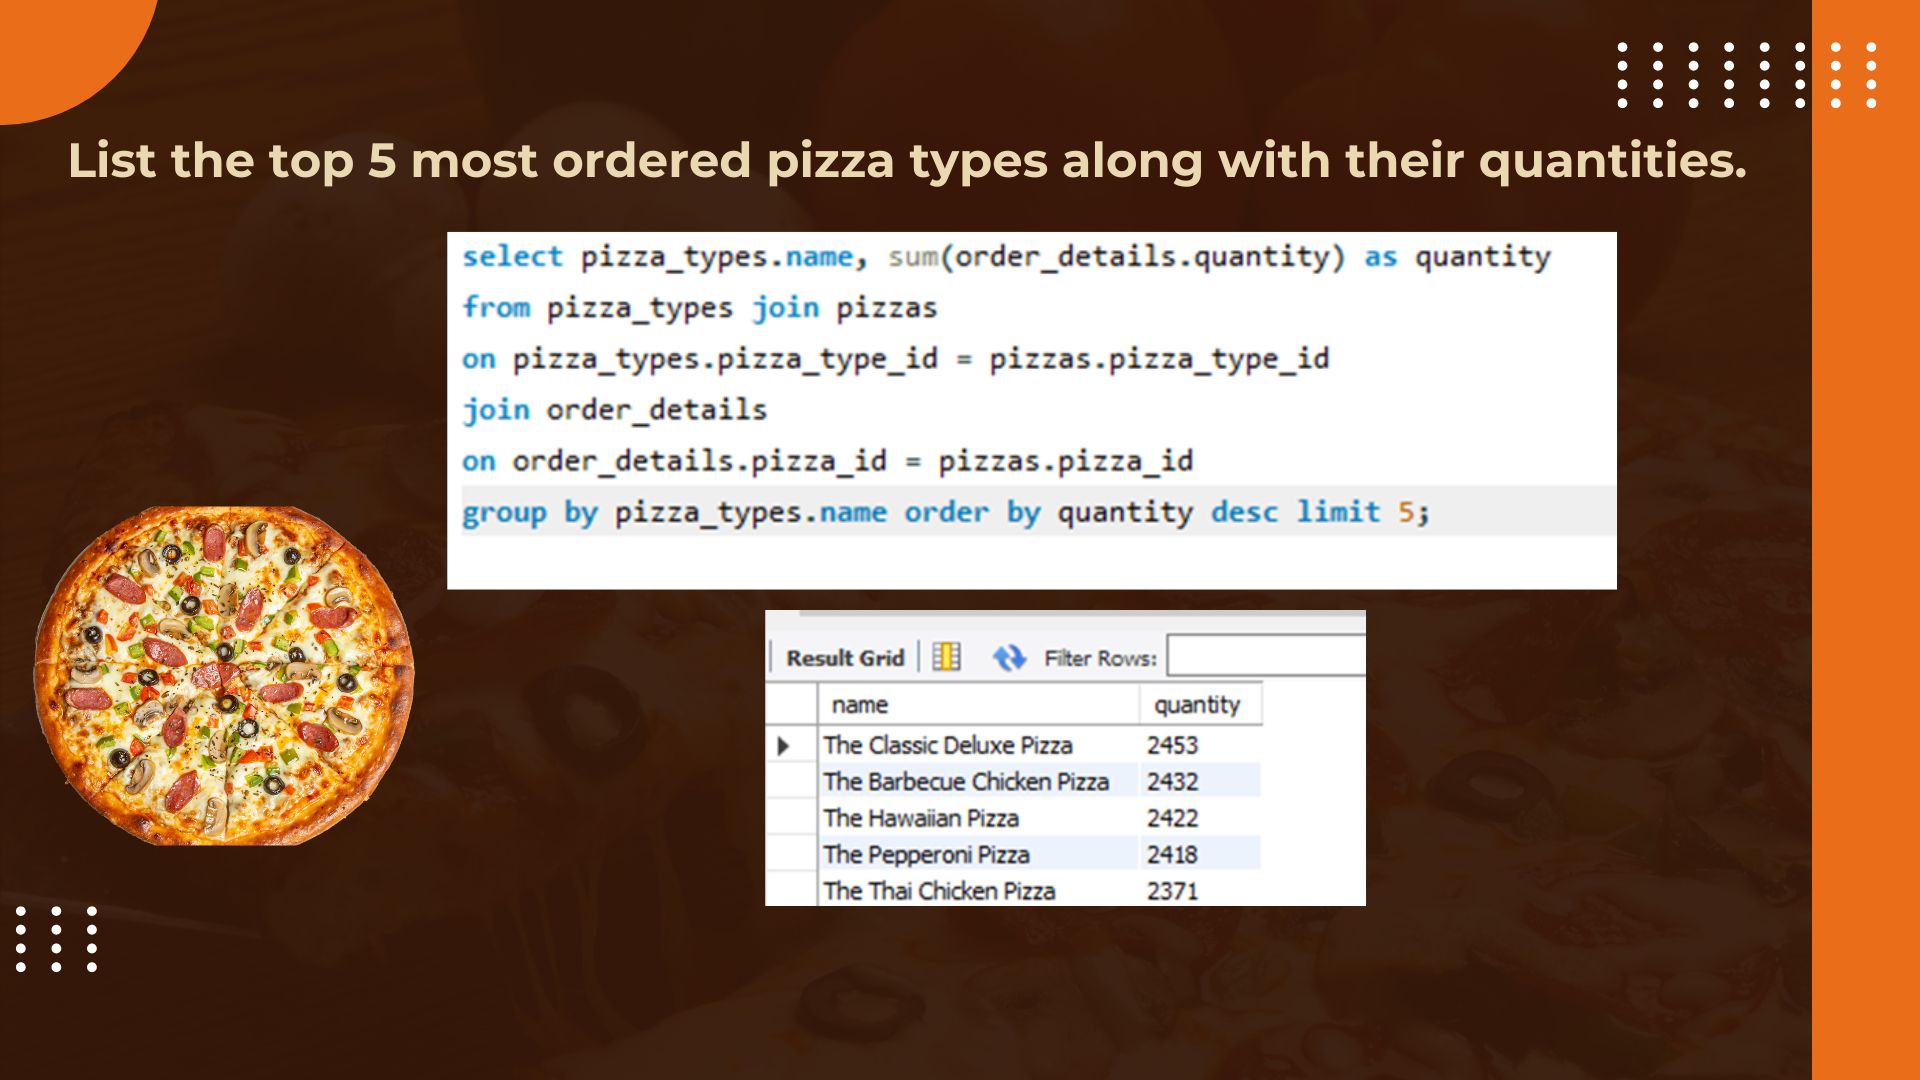 List the top 5 most ordered pizza types along with their quantities.
select pizza_types.name, sum(order_details.quantity) as quantity
from pizza_types join pizzas
on pizza_types.pizza_type_id = pizzas.pizza_type_id
join order_details
on order_details.pizza_id = pizzas.pizza_id
group by pizza_types.name order by quantity desc limit 5;
Result Grid Filter Rows:
name quantity
The Classic Deluxe Pizza 2453
The Barbecue Chicken Pizza 2432
The Hawaiian Pizza 2422
The Pepperoni Pizza 2418
The Thai Chicken Pizza 2371